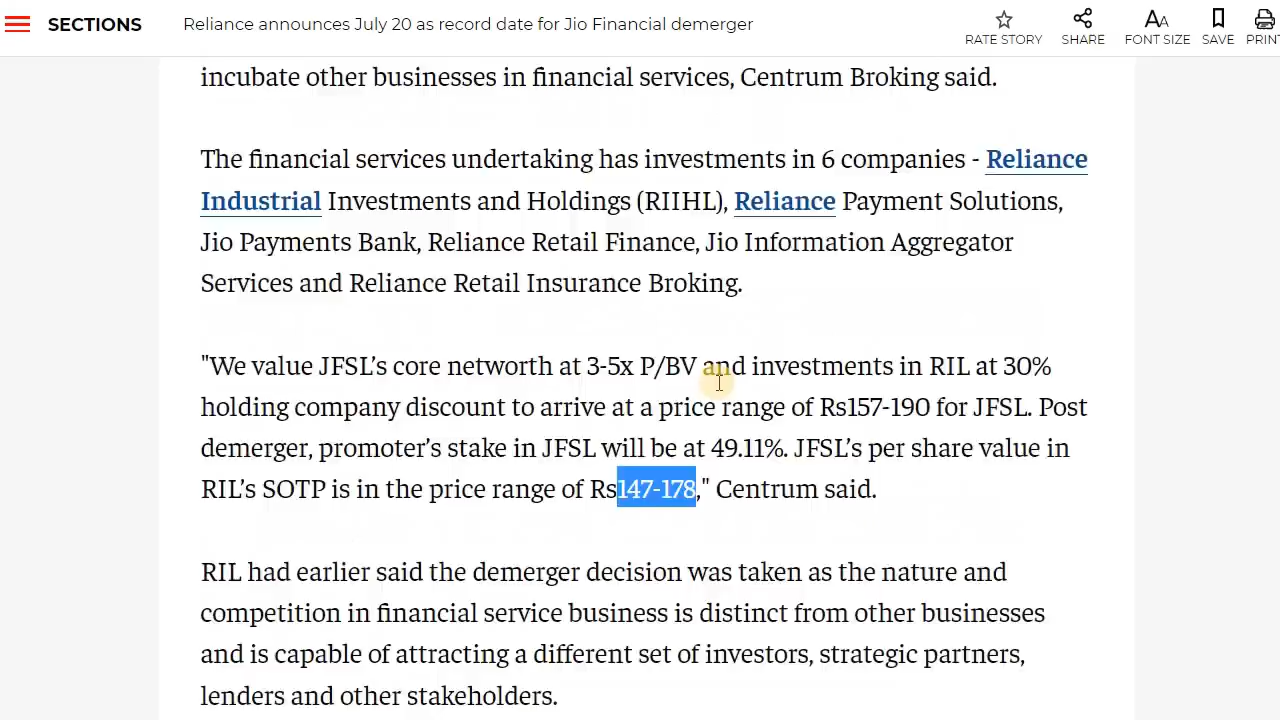 SECTIONS
Reliance announces July 20 as record date for Jio Financial demerger
RATE STORY
SHARE
FONT SIZE
SAVE
PRINT
incubate other businesses in financial services, Centrum Broking said.
The financial services undertaking has investments in 6 companies - Reliance
Industrial Investments and Holdings (RIIHL), Reliance Payment Solutions,
Jio Payments Bank, Reliance Retail Finance, Jio Information Aggregator
Services and Reliance Retail Insurance Broking.
"We value JFSL’s core networth at 3-5x P/BV and investments in RIL at 30%
holding company discount to arrive at a price range of Rs157-190 for JFSL. Post
demerger, promoter’s stake in JFSL will be at 49.11%. JFSL’s per share value in
RIL’s SOTP is in the price range of Rs147-178," Centrum said.
RIL had earlier said the demerger decision was taken as the nature and
competition in financial service business is distinct from other businesses
and is capable of attracting a different set of investors, strategic partners,
lenders and other stakeholders.